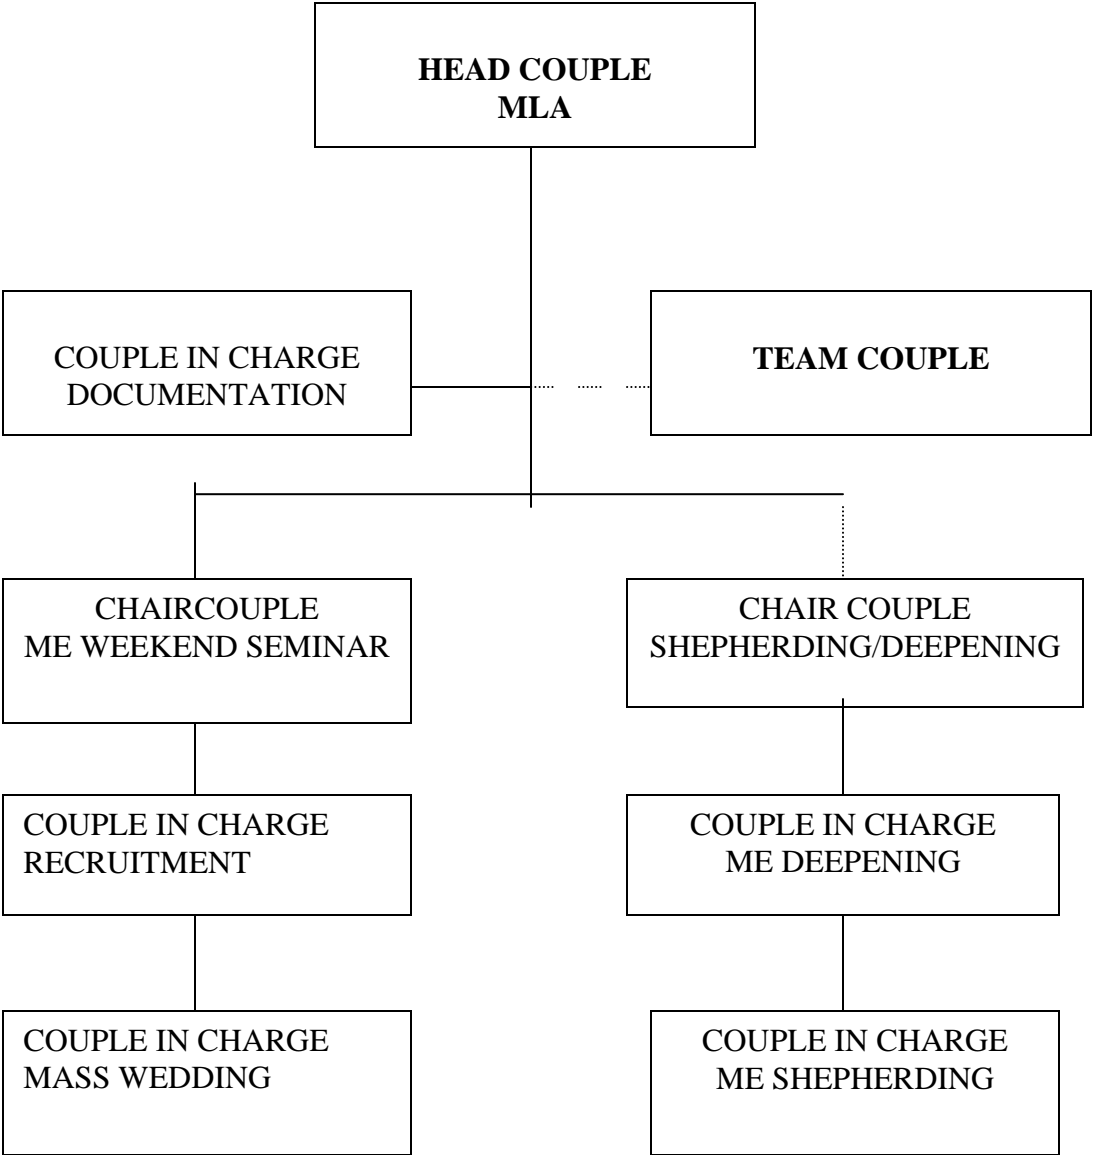 HEAD COUPLE
MLA
COUPLE IN CHARGE
DOCUMENTATION
TEAM COUPLE
CHAIRCOUPLE
ME WEEKEND SEMINAR
CHAIR COUPLE
SHEPHERDING/DEEPENING
COUPLE IN CHARGE
RECRUITMENT
COUPLE IN CHARGE
ME DEEPENING
COUPLE IN CHARGE
MASS WEDDING
COUPLE IN CHARGE
ME SHEPHERDING